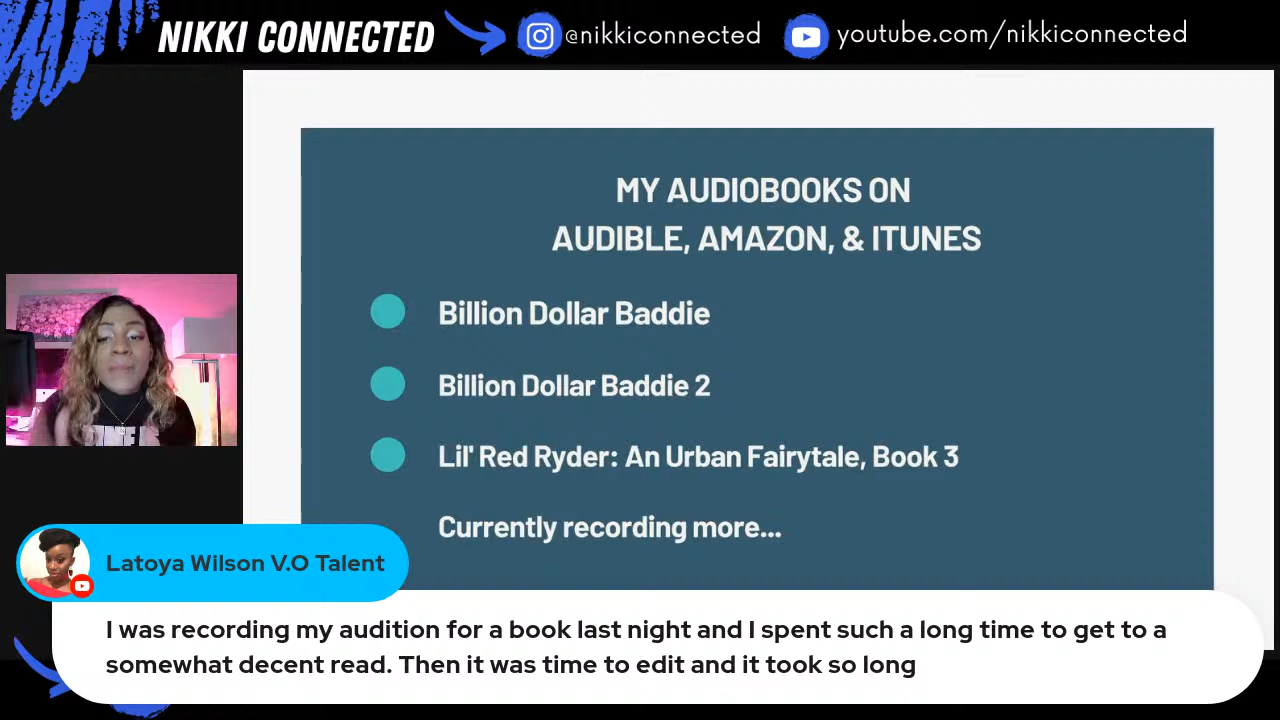 NIKKI CONNECTED
@nikkiconnected
youtube.com/nikkiconnected
MY AUDIOBOOKS ON
AUDIBLE, AMAZON, & ITUNES
Billion Dollar Baddie
Billion Dollar Baddie 2
Lil' Red Ryder: An Urban Fairytale, Book 3
Currently recording more...
Latoya Wilson V.O Talent
I was recording my audition for a book last night and I spent such a long time to get to a
somewhat decent read. Then it was time to edit and it took so long